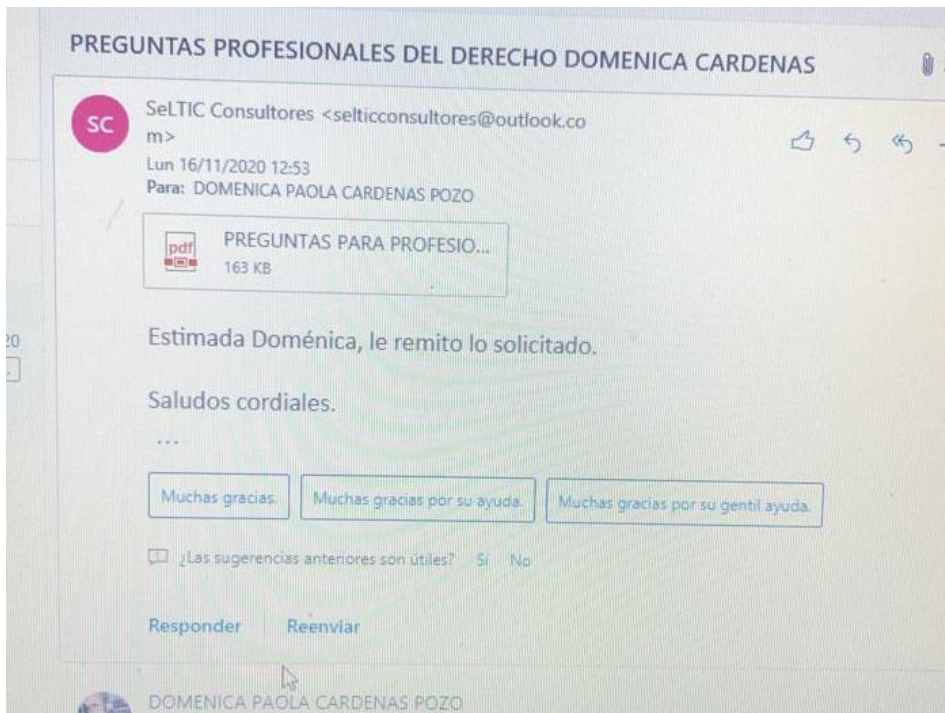 PREGUNTAS PROFESIONALES DEL DERECHO DOMENICA CARDENAS
SC
SeLTIC Consultores <selticconsultores@outlook.co
m>
Lun 16/11/2020 12:53
Para: DOMENICA PAOLA CARDENAS POZO
pdf
PREGUNTAS PARA PROFESIO...
163 KB
20
Estimada Doménica, le remito lo solicitado.
Saludos cordiales.
...
Muchas gracias. Muchas gracias por su ayuda. Muchas gracias por su gentil ayuda.
¿Las sugerencias anteriores son útiles? Sí No
Responder Reenviar
DOMENICA PAOLA CARDENAS POZO